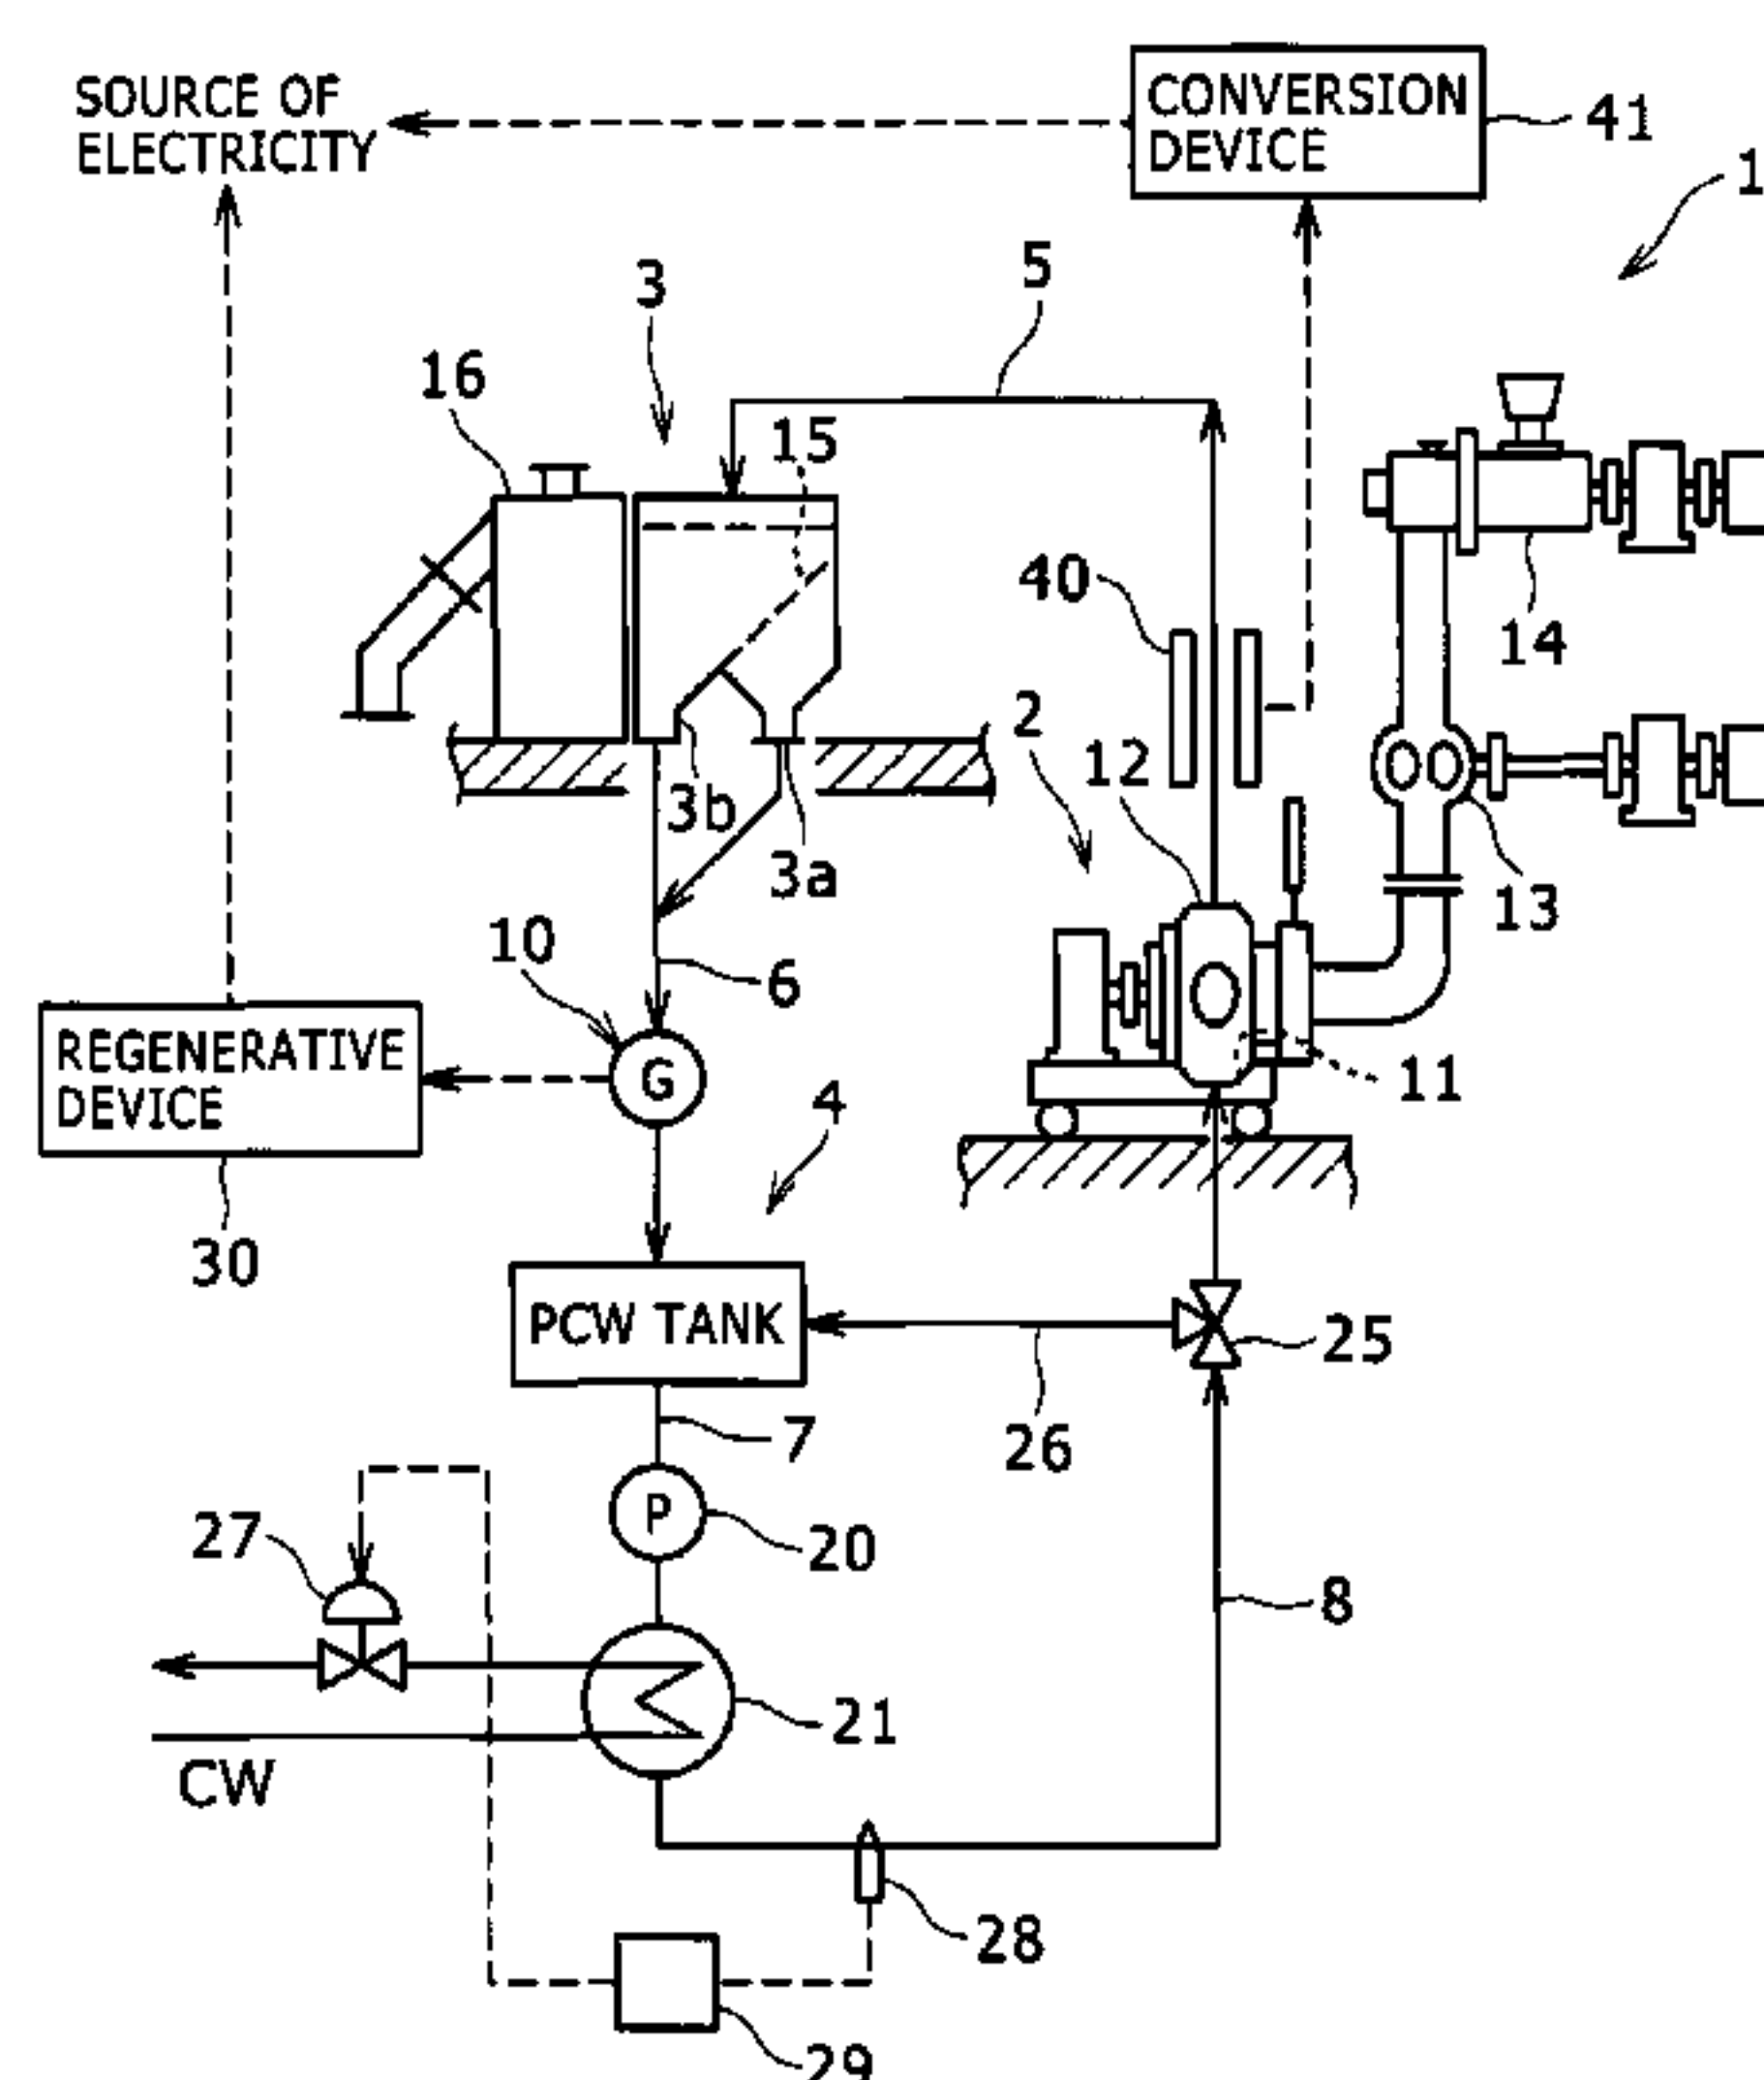 SOURCE OF
ELECTRICITY
CONVERSION
DEVICE
41
1
3
5
16
15
40
14
2
12
3b
3a
13
10
6
REGENERATIVE
DEVICE
G
11
4
30
PCW TANK
25
7
26
27
P
20
8
21
CW
28
29